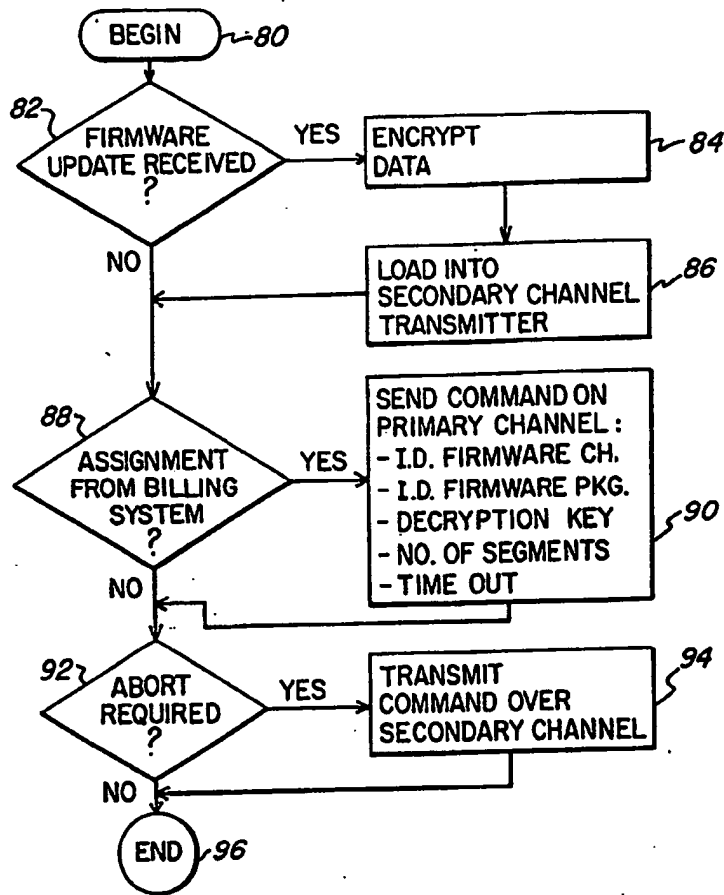 BEGIN
80
82
FIRMWARE
UPDATE RECEIVED
?
YES
ENCRYPT
DATA
84
NO
LOAD INTO
SECONDARY CHANNEL
TRANSMITTER
86
88
ASSIGNMENT
FROM BILLING
SYSTEM
?
YES
SEND COMMAND ON
PRIMARY CHANNEL :
- I.D. FIRMWARE CH.
- I.D. FIRMWARE PKG.
- DECRYPTION KEY
- NO. OF SEGMENTS
- TIME OUT
90
NO
92
ABORT
REQUIRED
?
YES
TRANSMIT
COMMAND OVER
SECONDARY CHANNEL
94
NO
END
96